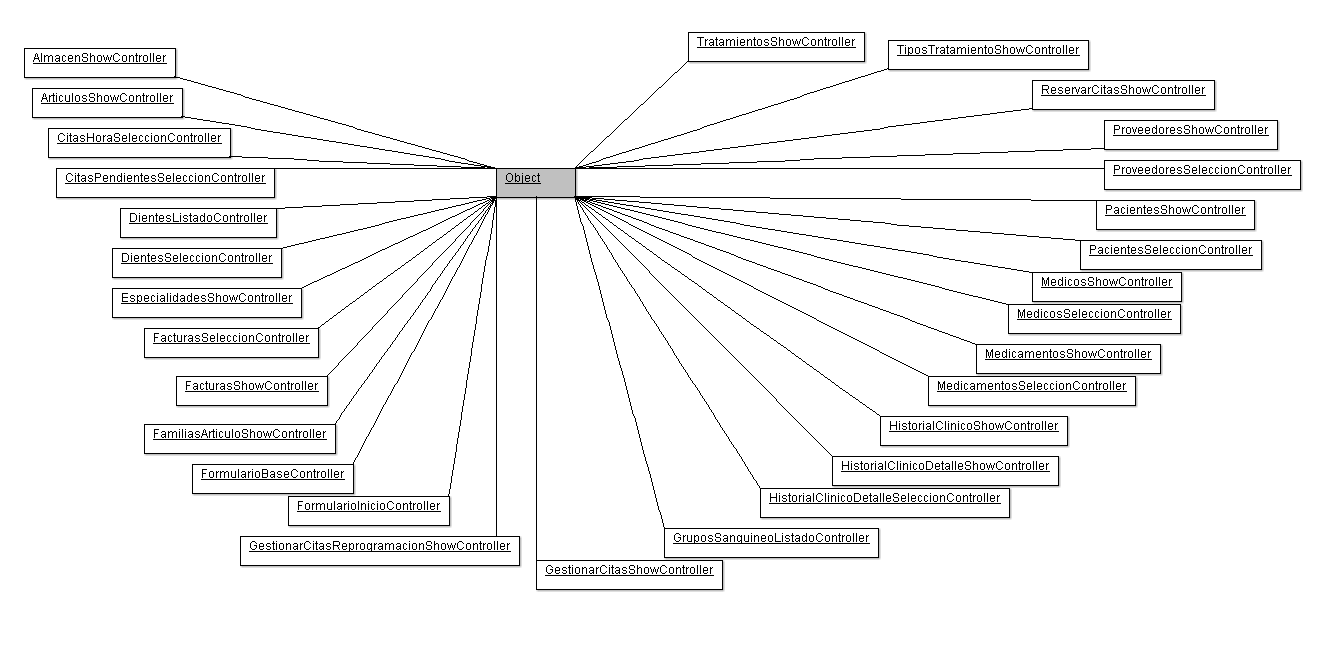 TratamientosShowController
TiposTratamientoShowController
AlmacenShowController
ReservarCitasShowController
ArticulosShowController
ProveedoresShowController
CitasHoraSeleccionController
ProveedoresSeleccionController
CitasPendientesSeleccionController
Object
PacientesShowController
DientesListadoController
PacientesSeleccionController
DientesSeleccionController
MedicosShowController
EspecialidadesShowController
MedicosSeleccionController
FacturasSeleccionController
MedicamentosShowController
FacturasShowController
MedicamentosSeleccionController
HistorialClinicoShowController
FamiliasArticuloShowController
HistorialClinicoDetalleShowController
FormularioBaseController
HistorialClinicoDetalleSeleccionController
FormularioInicioController
GruposSanguineoListadoController
GestionarCitasReprogramacionShowController
GestionarCitasShowController